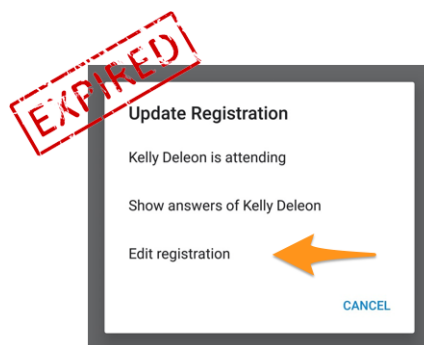 EXPIRED
Update Registration
Kelly Deleon is attending
Show answers of Kelly Deleon
Edit registration
CANCEL